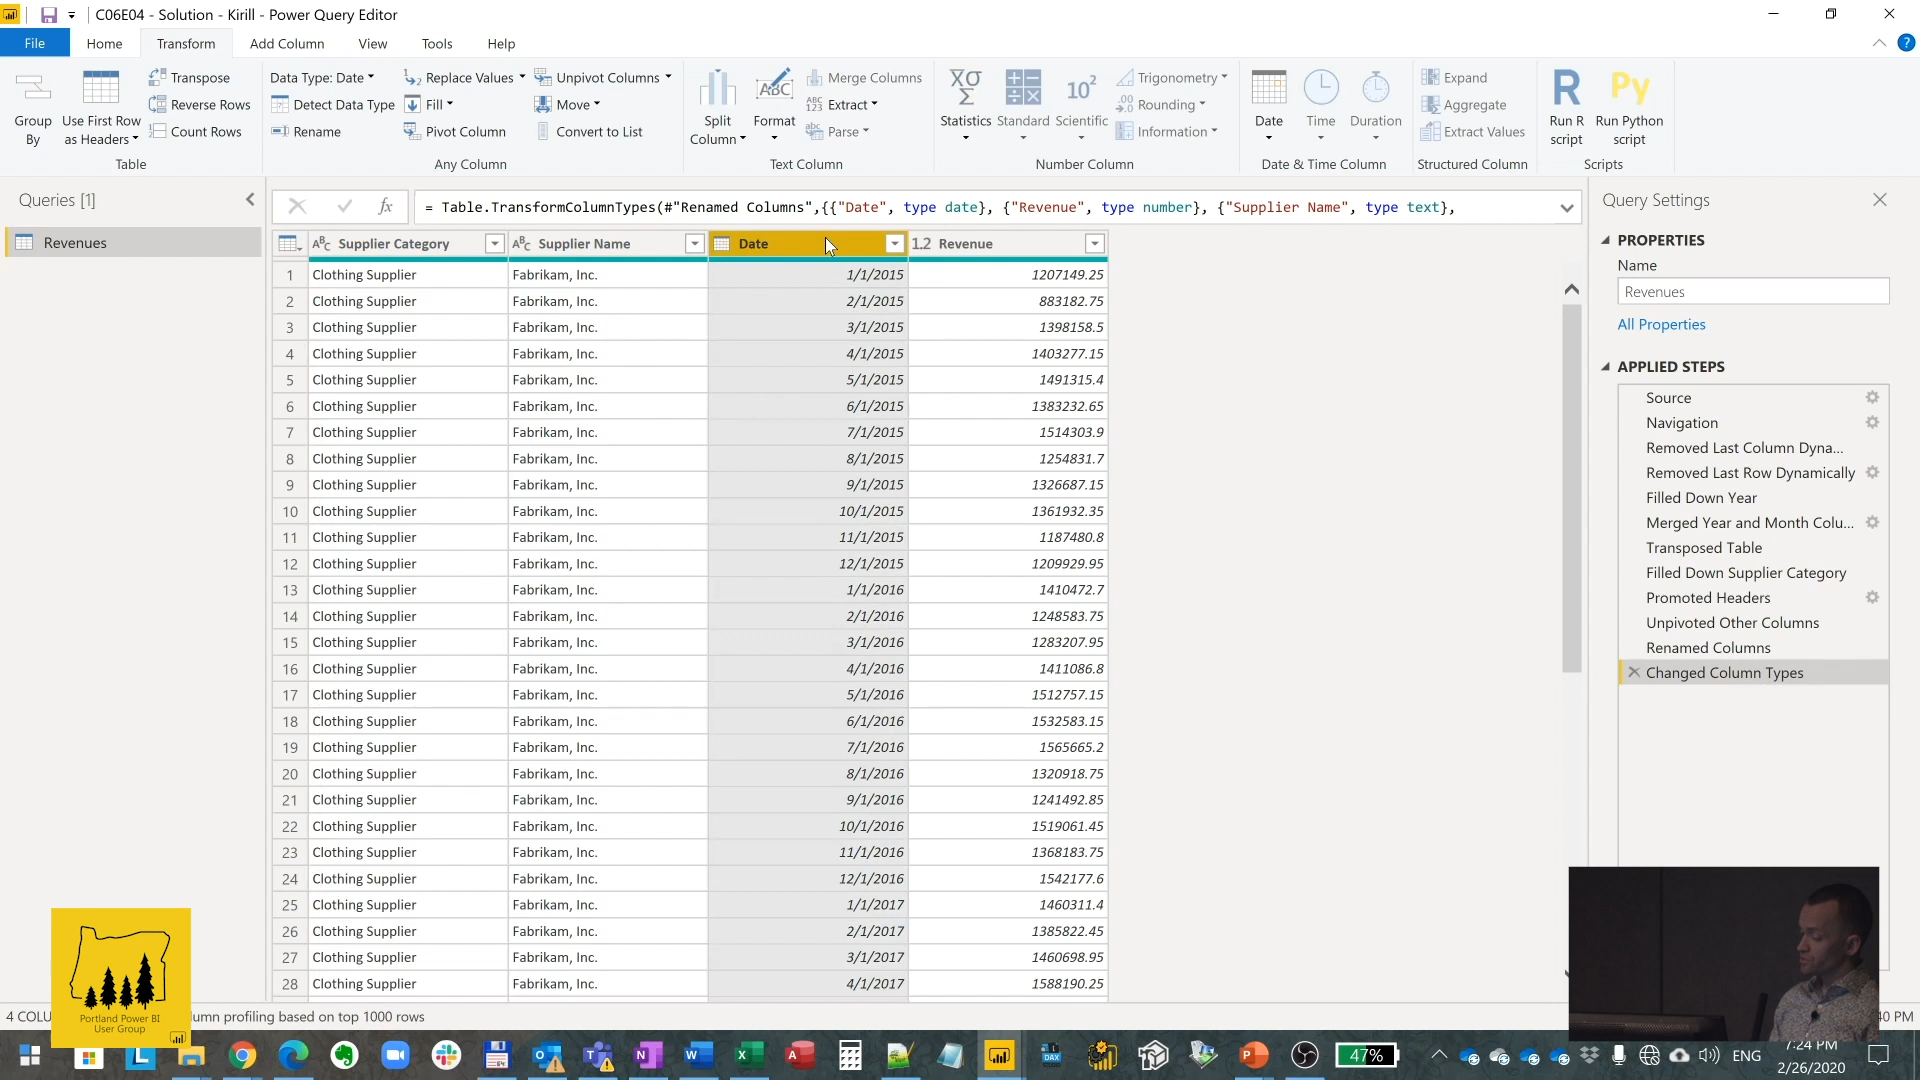 C06E04 - Solution - Kirill - Power Query Editor
File Home Transform Add Column View Tools Help
Group By
Use First Row as Headers
Transpose
Reverse Rows
Count Rows
Table
Data Type: Date
Detect Data Type
Rename
Replace Values
Fill
Pivot Column
Unpivot Columns
Move
Convert to List
Any Column
Split Column
Format
Merge Columns
Extract
Parse
Text Column
Statistics
Standard
Scientific
Trigonometry
Rounding
Information
Number Column
Date
Time
Duration
Date & Time Column
Expand
Aggregate
Extract Values
Structured Column
Run R script
Run Python script
Scripts
Queries [1]
Revenues
= Table.TransformColumnTypes(#"Renamed Columns",{{"Date", type date}, {"Revenue", type number}, {"Supplier Name", type text},
Supplier Category Supplier Name Date 1.2 Revenue
1 Clothing Supplier Fabrikam, Inc. 1/1/2015 1207149.25
2 Clothing Supplier Fabrikam, Inc. 2/1/2015 883182.75
3 Clothing Supplier Fabrikam, Inc. 3/1/2015 1398158.5
4 Clothing Supplier Fabrikam, Inc. 4/1/2015 1403277.15
5 Clothing Supplier Fabrikam, Inc. 5/1/2015 1491315.4
6 Clothing Supplier Fabrikam, Inc. 6/1/2015 1383232.65
7 Clothing Supplier Fabrikam, Inc. 7/1/2015 1514303.9
8 Clothing Supplier Fabrikam, Inc. 8/1/2015 1254831.7
9 Clothing Supplier Fabrikam, Inc. 9/1/2015 1326687.15
10 Clothing Supplier Fabrikam, Inc. 10/1/2015 1361932.35
11 Clothing Supplier Fabrikam, Inc. 11/1/2015 1187480.8
12 Clothing Supplier Fabrikam, Inc. 12/1/2015 1209929.95
13 Clothing Supplier Fabrikam, Inc. 1/1/2016 1410472.7
14 Clothing Supplier Fabrikam, Inc. 2/1/2016 1248583.75
15 Clothing Supplier Fabrikam, Inc. 3/1/2016 1283207.95
16 Clothing Supplier Fabrikam, Inc. 4/1/2016 1411086.8
17 Clothing Supplier Fabrikam, Inc. 5/1/2016 1512757.15
18 Clothing Supplier Fabrikam, Inc. 6/1/2016 1532583.15
19 Clothing Supplier Fabrikam, Inc. 7/1/2016 1565665.2
20 Clothing Supplier Fabrikam, Inc. 8/1/2016 1320918.75
21 Clothing Supplier Fabrikam, Inc. 9/1/2016 1241492.85
22 Clothing Supplier Fabrikam, Inc. 10/1/2016 1519061.45
23 Clothing Supplier Fabrikam, Inc. 11/1/2016 1368183.75
24 Clothing Supplier Fabrikam, Inc. 12/1/2016 1542177.6
25 Clothing Supplier Fabrikam, Inc. 1/1/2017 1460311.4
26 Clothing Supplier Fabrikam, Inc. 2/1/2017 1385822.45
27 Clothing Supplier Fabrikam, Inc. 3/1/2017 1460698.95
28 Clothing Supplier Fabrikam, Inc. 4/1/2017 1588190.25
Query Settings
PROPERTIES
Name
Revenues
All Properties
APPLIED STEPS
Source
Navigation
Removed Last Column Dyna...
Removed Last Row Dynamically
Filled Down Year
Merged Year and Month Colu...
Transposed Table
Filled Down Supplier Category
Promoted Headers
Unpivoted Other Columns
Renamed Columns
Changed Column Types
Portland Power BI
User Group
4 COLU
umn profiling based on top 1000 rows
40 PM
47%
ENG
7:24 PM
2/26/2020